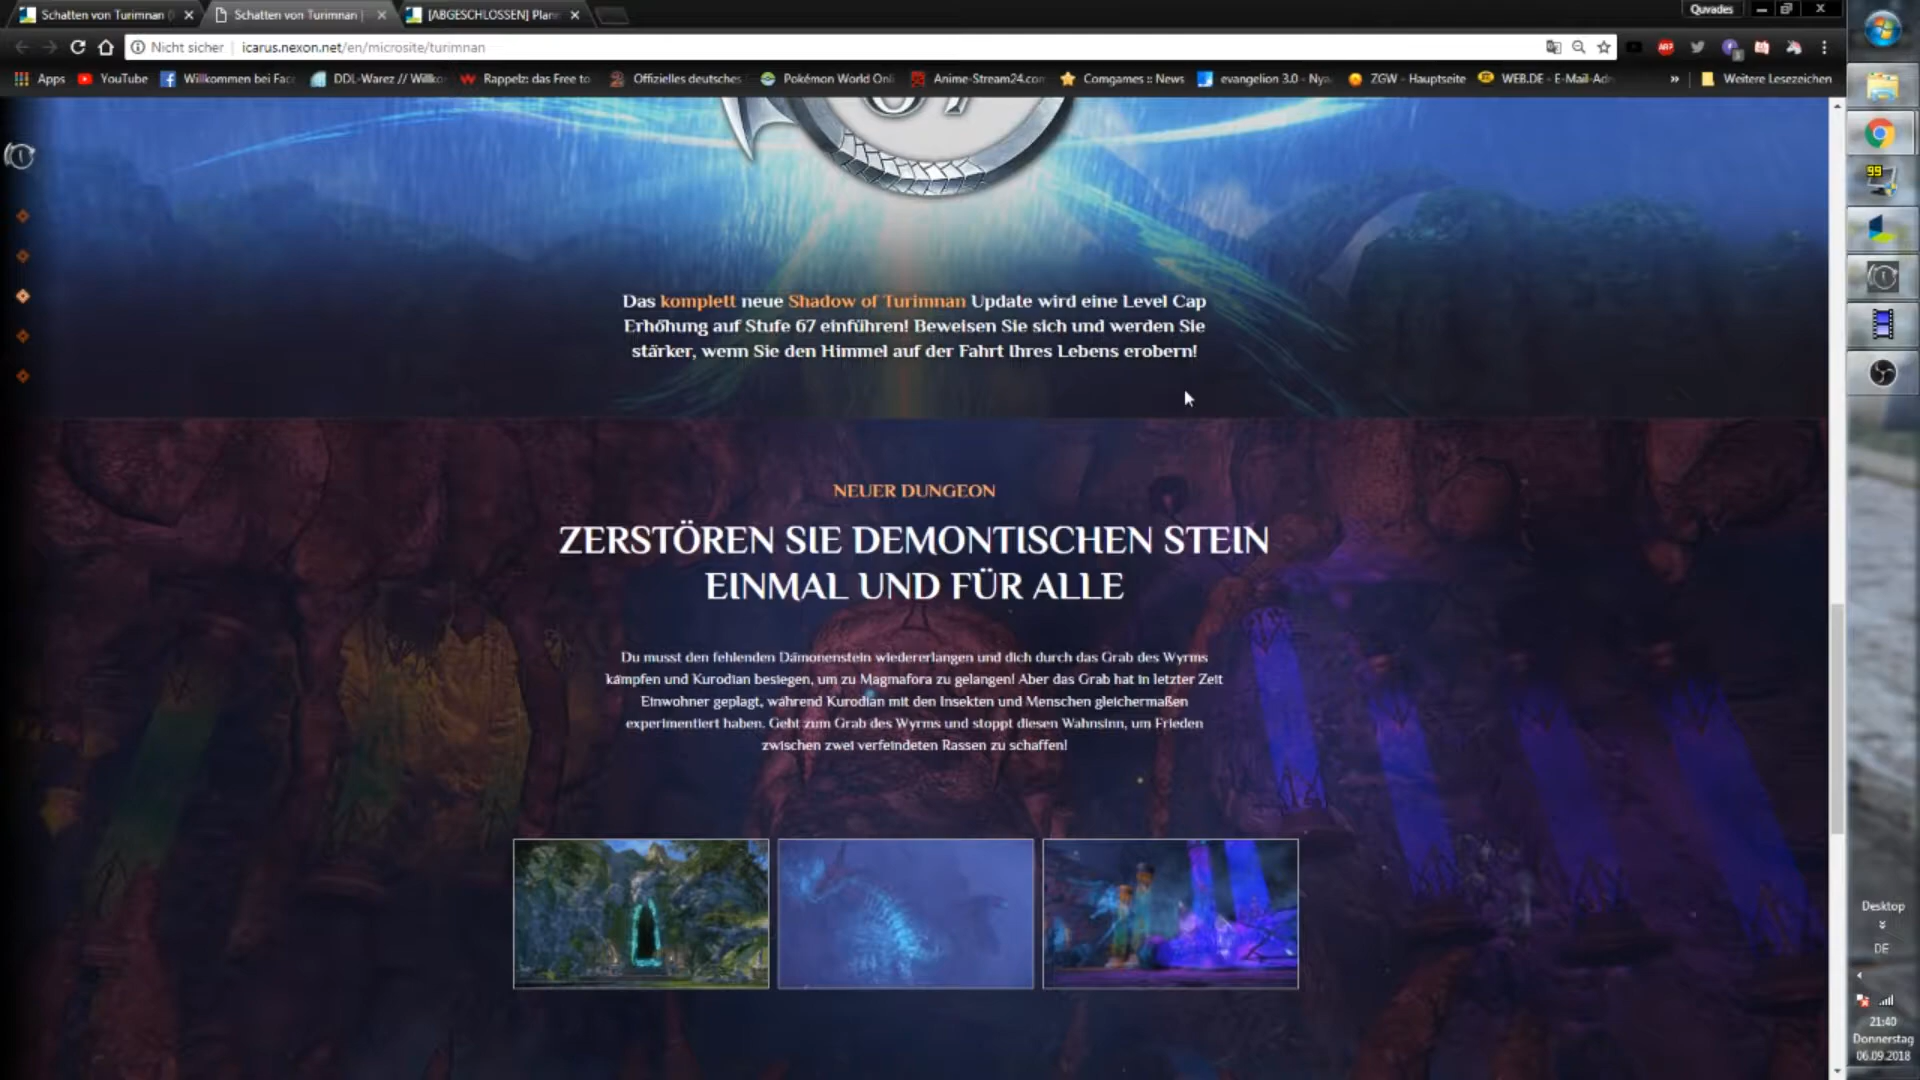 Schatten von Turimnan
Schatten von Turimnan |
[ABGESCHLOSSEN] Plan
Quvades
Nicht sicher | icarus.nexon.net/en/microsite/turimnan
Apps YouTube Willkommen bei Fac DDL-Warez // Willko Rappelz: das Free to Offizielles deutsches Pokémon World Onli Anime-Stream24.com Comgames :: News evangelion 3.0 - Nya ZGW - Hauptseite WEB.DE - E-Mail-Ad » Weitere Lesezeichen
67
Das komplett neue Shadow of Turimnan Update wird eine Level Cap
Erhöhung auf Stufe 67 einführen! Beweisen Sie sich und werden Sie
stärker, wenn Sie den Himmel auf der Fahrt Ihres Lebens erobern!
NEUER DUNGEON
ZERSTÖREN SIE DEMONTISCHEN STEIN
EINMAL UND FÜR ALLE
Du musst den fehlenden Dämonenstein wiedererlangen und dich durch das Grab des Wyrms
kämpfen und Kurodian besiegen, um zu Magmafora zu gelangen! Aber das Grab hat in letzter Zeit
Einwohner geplagt, während Kurodian mit den Insekten und Menschen gleichermaßen
experimentiert haben. Geht zum Grab des Wyrms und stoppt diesen Wahnsinn, um Frieden
zwischen zwei verfeindeten Rassen zu schaffen!
99
Desktop
DE
21:40
Donnerstag
06.09.2018